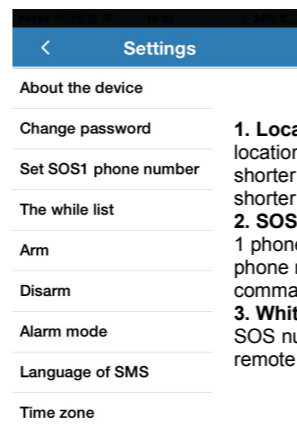 Settings
About the device
Change password
Set SOS1 phone number
The while list
Arm
Disarm
Alarm mode
Language of SMS
Time zone
1. Loca
location
shorter
shorter
2. SOS
1 phone
phone
comma
3. Whit
SOS nu
remote